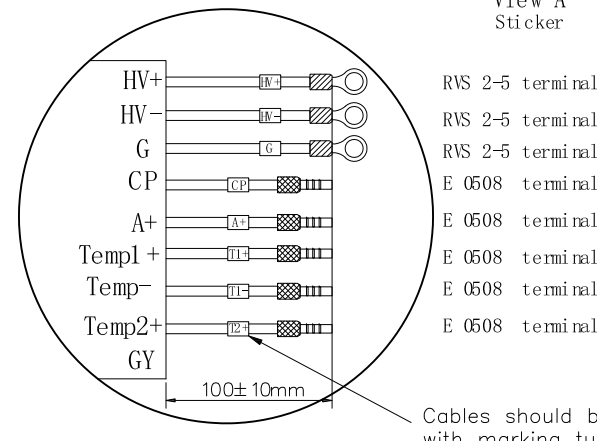 View A
Sticker
HV+ HV+ RVS 2-5 terminal
HV- HV- RVS 2-5 terminal
G G RVS 2-5 terminal
CP CP E 0508 terminal
A+ A+ E 0508 terminal
Temp1 + T1+ E 0508 terminal
Temp- T1- E 0508 terminal
Temp2+ T2+ E 0508 terminal
GY
100±10mm
Cables should b
with marking tu